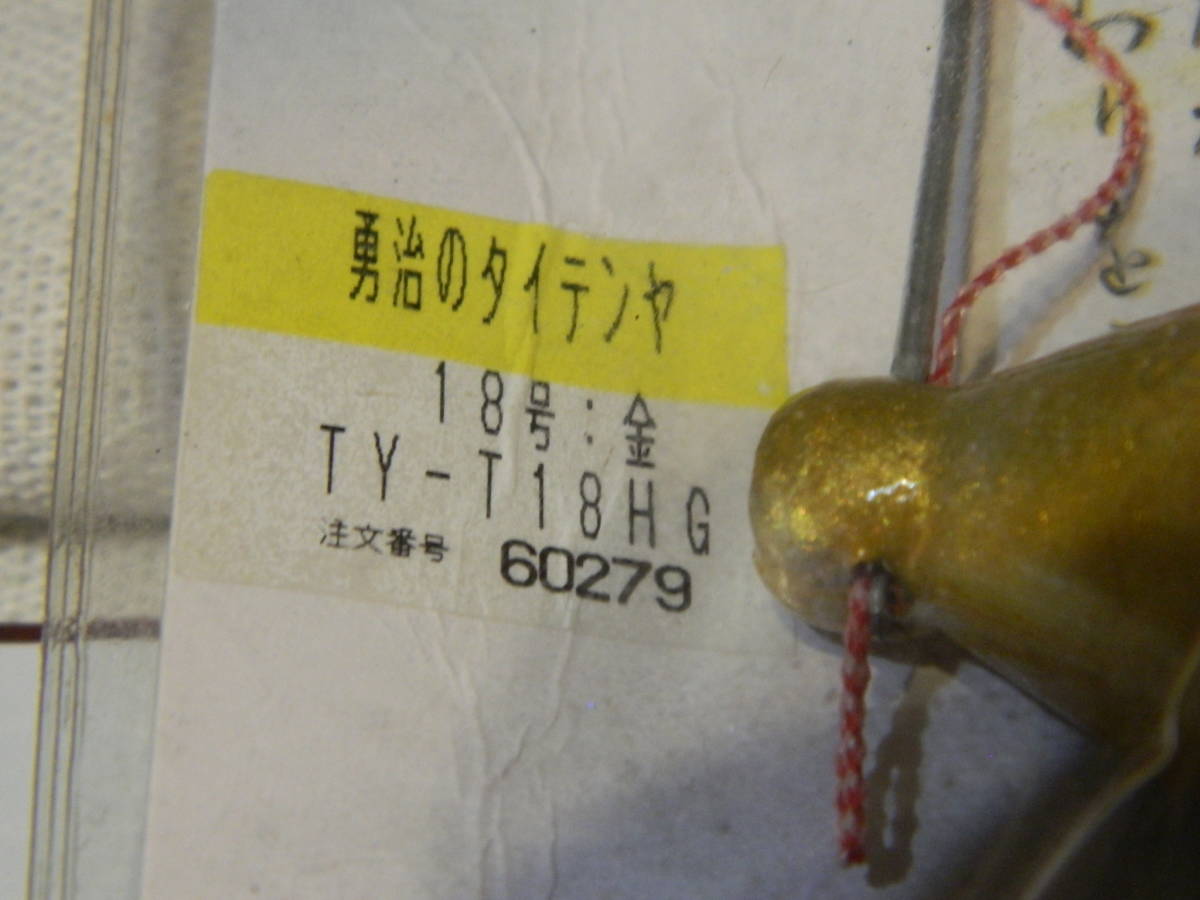 勇治のタイテンヤ
18号:金
TY-T18HG
注文番号 60279